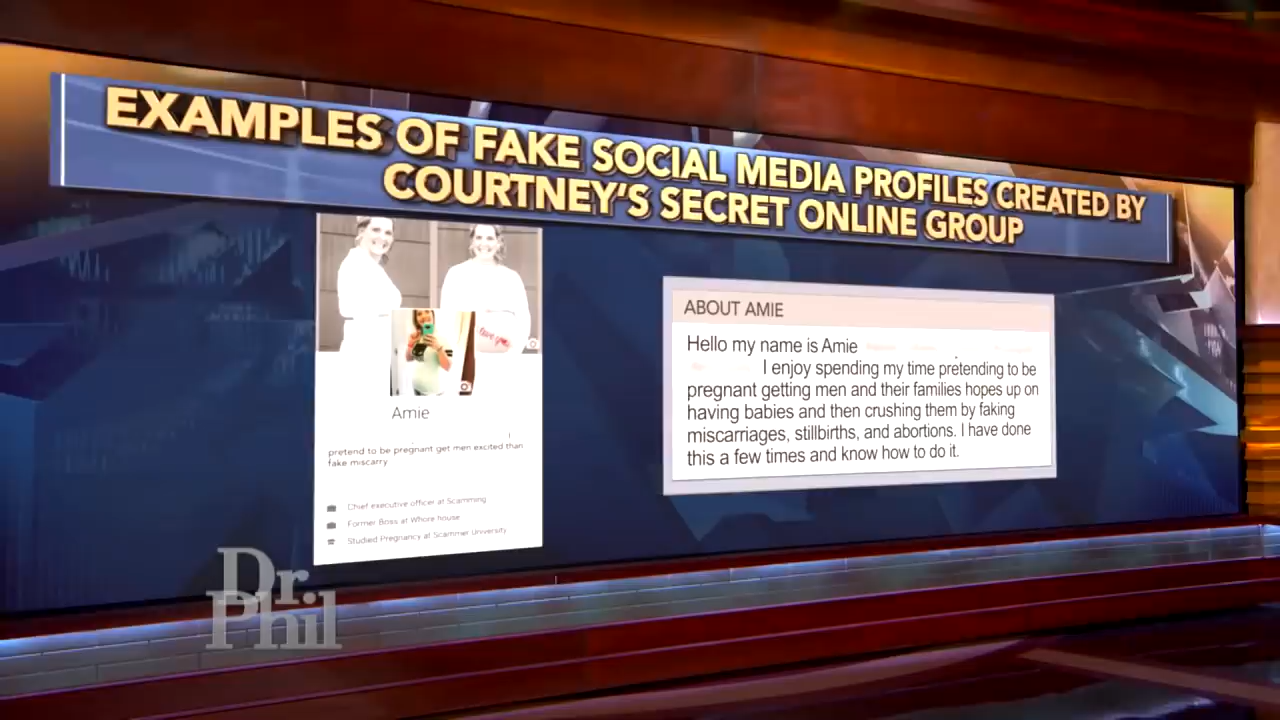 EXAMPLES OF FAKE SOCIAL MEDIA PROFILES CREATED BY
COURTNEY'S SECRET ONLINE GROUP
Amie
I
pretend to be pregnant get men excited than
fake miscarry
Chief executive officer at Scamming
Former Boss at Whore house
Studied Pregnancy at Scammer University
ABOUT AMIE
Hello my name is Amie
I enjoy spending my time pretending to be
pregnant getting men and their families hopes up on
having babies and then crushing them by faking
miscarriages, stillbirths, and abortions. I have done
this a few times and know how to do it.
Dr.
Phil